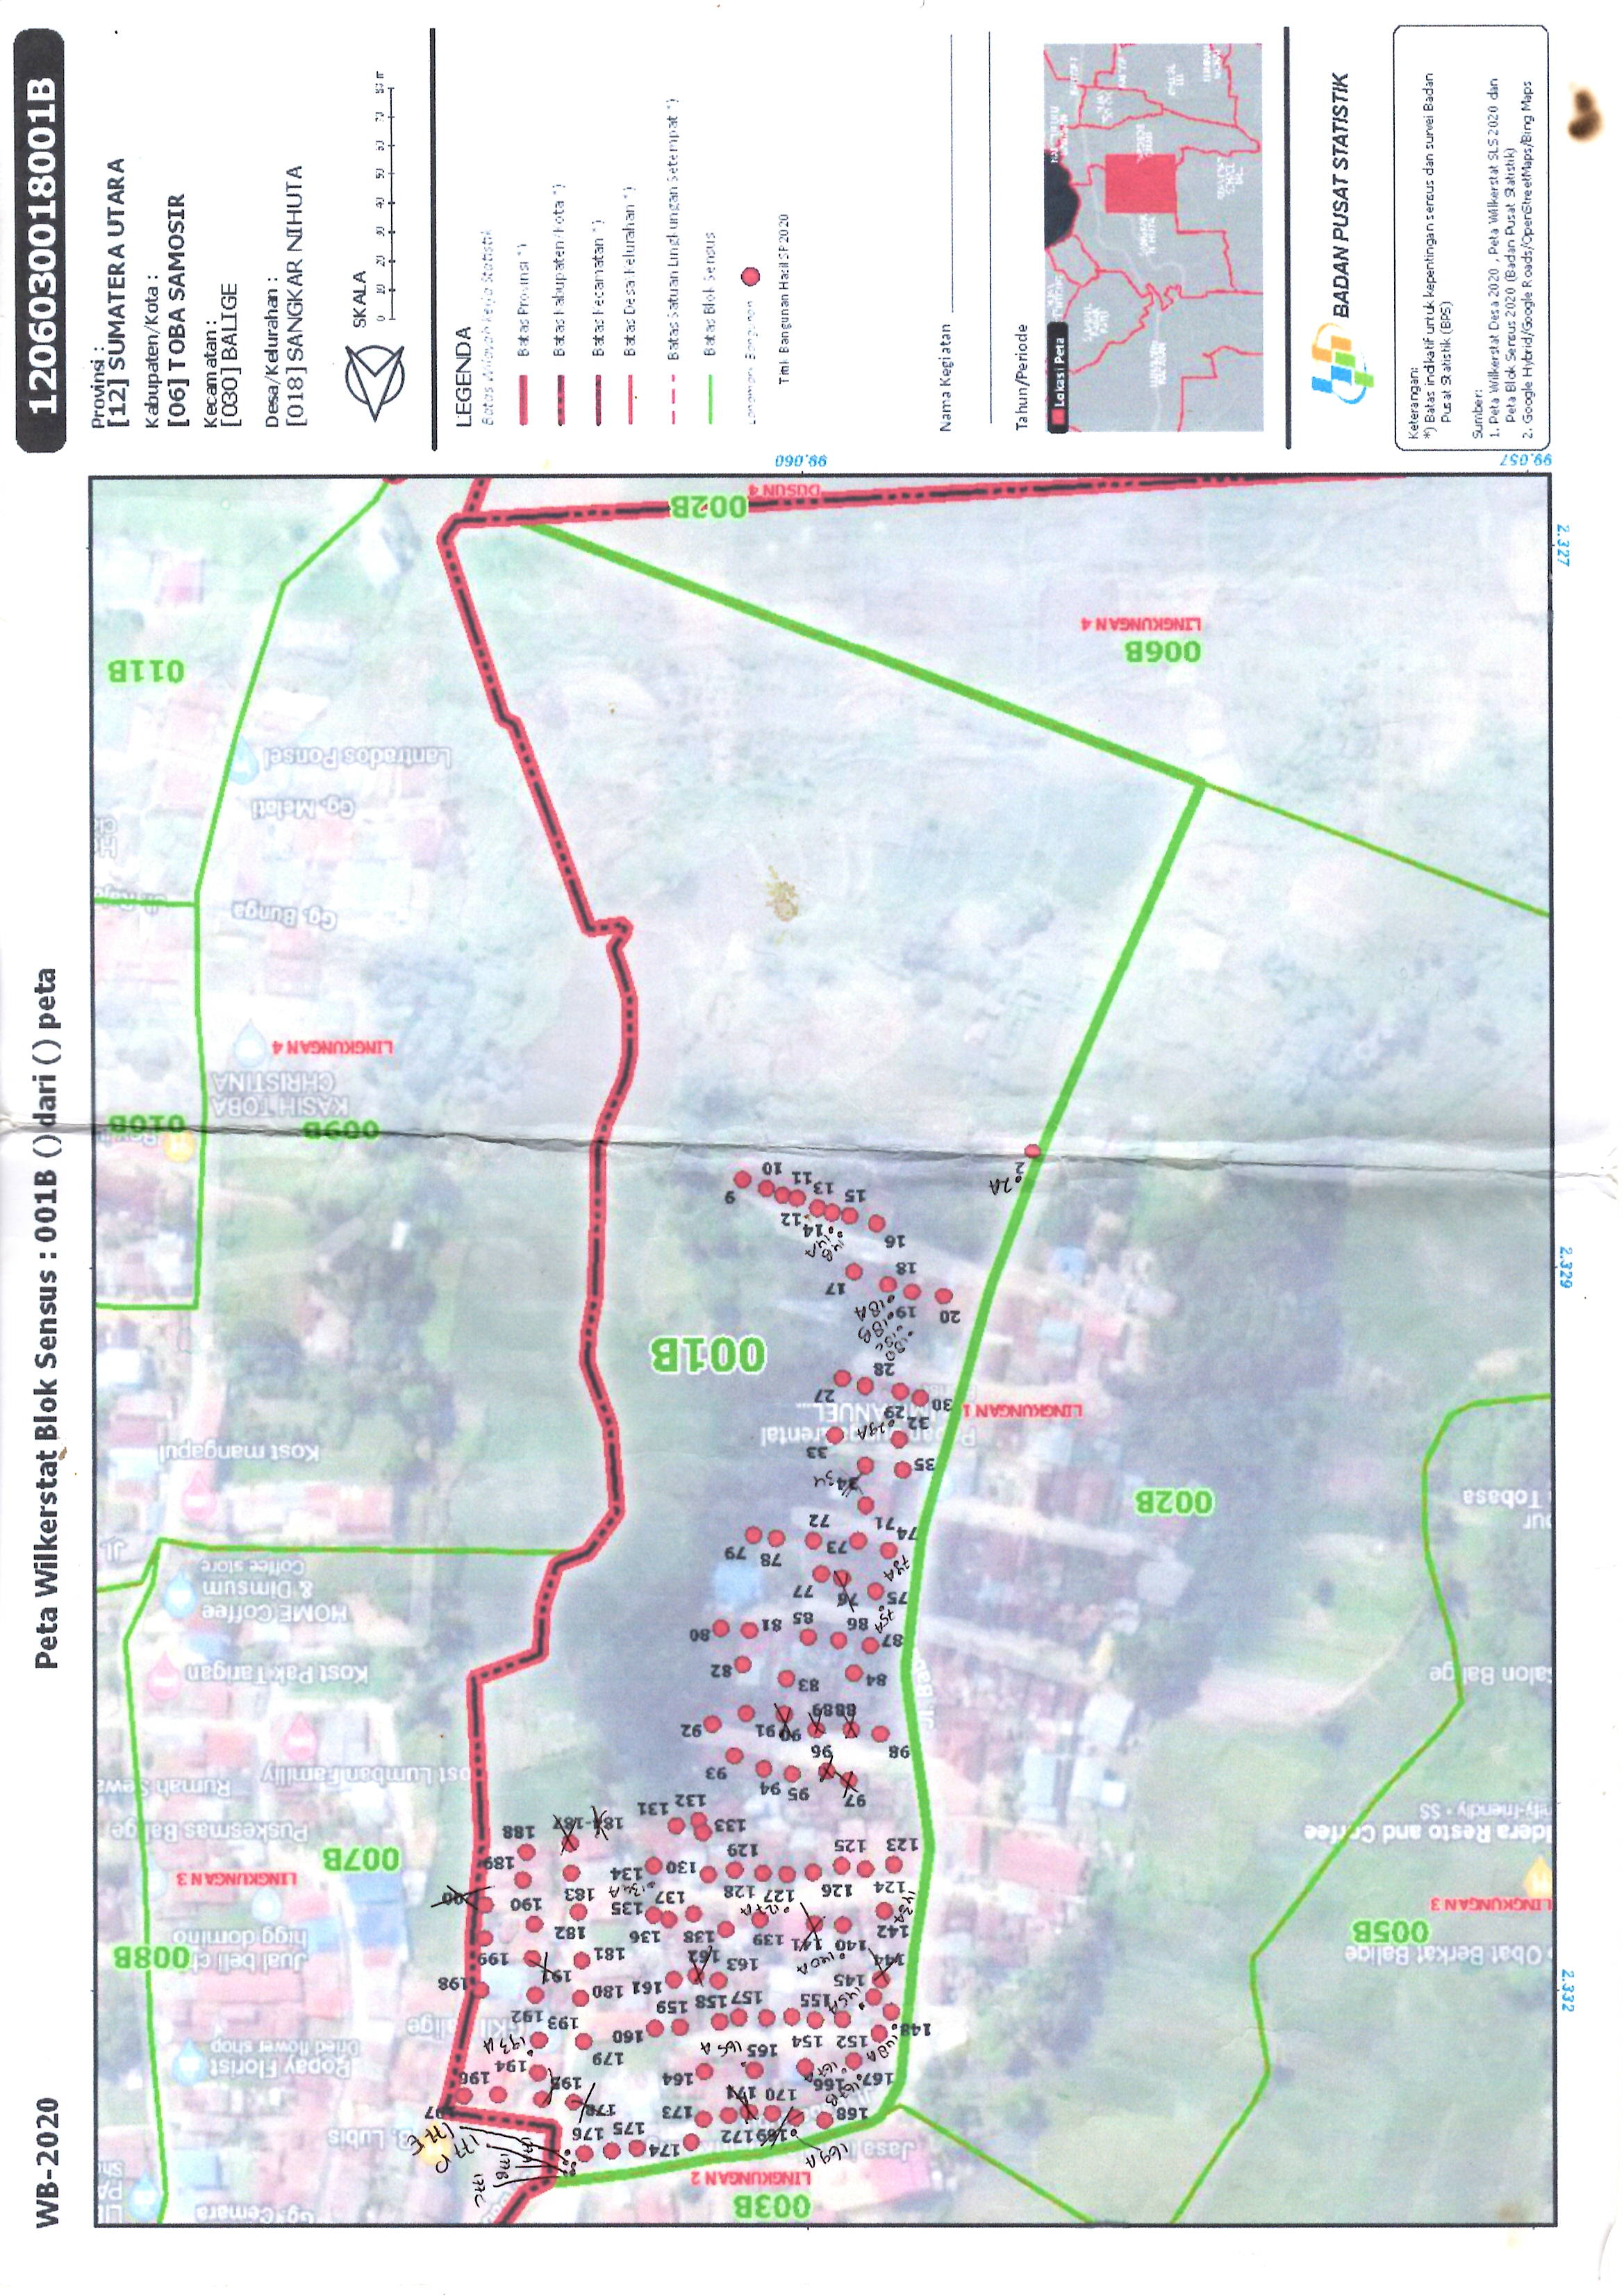 WB-2020
Peta Wilkerstat Blok Sensus : 001B () dari () peta
1206030018001B
003B
LINGKUNGAN 2
Gg. Cemara
B. Lubis
Popay Florist
Dried flower shop
008B
Jual beli chip
higg domino
LINGKUNGAN 3
007B
Puskesmas Balige
Rumah Sewa
ost Lumban Familiy
Kost Pak Tarigan
HOME Coffee
& Dimsum
Coffee store
Kost mangapul
Obat Berkat Balige
005B
LINGKUNGAN 3
ldera Resto and Coffee
ily-friendly • SS
Salon Balige
Tobasa
002B
LINGKUNGAN 1
001B
009B
010B
KASIH TOBA
CHRISTINA
LINGKUNGAN 4
Gg. Bunga
Gg. Melati
Lantrados Ponsel
011B
006B
LINGKUNGAN 4
002B
DUSUN 4
169A
169 172
174
175 176
177C
177B
177D
177E
168
170 171
173
178
197
167 167B 166 167A
165 165A
164
195
194
196
193A
148 148A 152 154
179
160
193 192
155
157 158 159
161 180
198
145A
145
144
163 162
191
181
199
140A
140 141 139
142
138 136
182
143A
127A
137 135
190
200
124 126 127 128
134A
183
123 125
129
130 134
189
133 132 131
184-187
188
97 95 94 93
98 96
90 91 92
88 89
84 83 82
87 86 85 81 80
75A
75 76 77
74A
78 79
74 73 72
71
34 34
35 33
32 29A
30 29 27
28
18D
18C
18B
18A
20 19
18 17
16
14B
14A
14 12
15 13 11 10 9
2A
2
2.332
2.329
2.327
99.057
99.060
Provinsi :
[12] SUMATERA UTARA
Kabupaten/Kota :
[06] TOBA SAMOSIR
Kecamatan :
[030] BALIGE
Desa/Kelurahan :
[018] SANGKAR NIHUTA
SKALA
0 10 20 30 40 50 60 70 80 m
LEGENDA
Batas Wilayah Kerja Statistik
Batas Provinsi *)
Batas Kabupaten/Kota *)
Batas Kecamatan *)
Batas Desa/Kelurahan *)
Batas Satuan Lingkungan Setempat *)
Batas Blok Sensus
Titik Bangunan Hasil SP2020
Nama Kegiatan
Tahun/Periode
Lokasi Peta
BADAN PUSAT STATISTIK
Keterangan:
*) Batas indikatif untuk kepentingan sensus dan survei Badan
Pusat Statistik (BPS)
Sumber:
1. Peta Wilkerstat Desa 2020 , Peta Wilkerstat SLS 2020 dan
Peta Blok Sensus 2020 (Badan Pusat Statistik)
2. Google Hybrid/Google Roads/OpenStreetMaps/Bing Maps